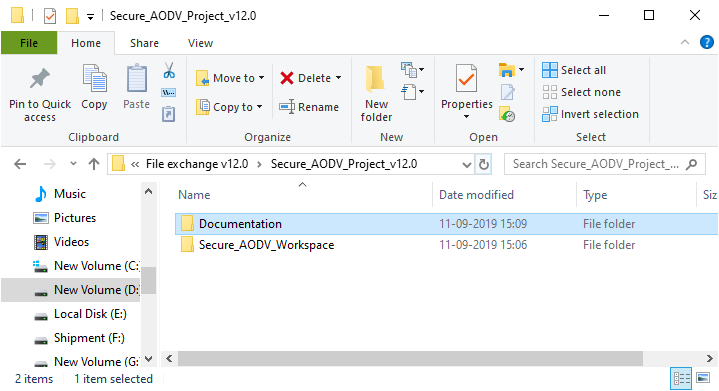 Secure_AODV_Project_v12.0
File Home Share View
Pin to Quick access
Copy
Paste
Move to
Copy to
Delete
Rename
New folder
Properties
Select all
Select none
Invert selection
Clipboard Organize New Open Select
File exchange v12.0 Secure_AODV_Project_v12.0 Search Secure_AODV_Project_...
Name Date modified Type Siz
Music
Pictures
Videos
New Volume (C:
New Volume (D:
Local Disk (E:)
Shipment (F:)
New Volume (G:
Documentation 11-09-2019 15:09 File folder
Secure_AODV_Workspace 11-09-2019 15:06 File folder
2 items 1 item selected